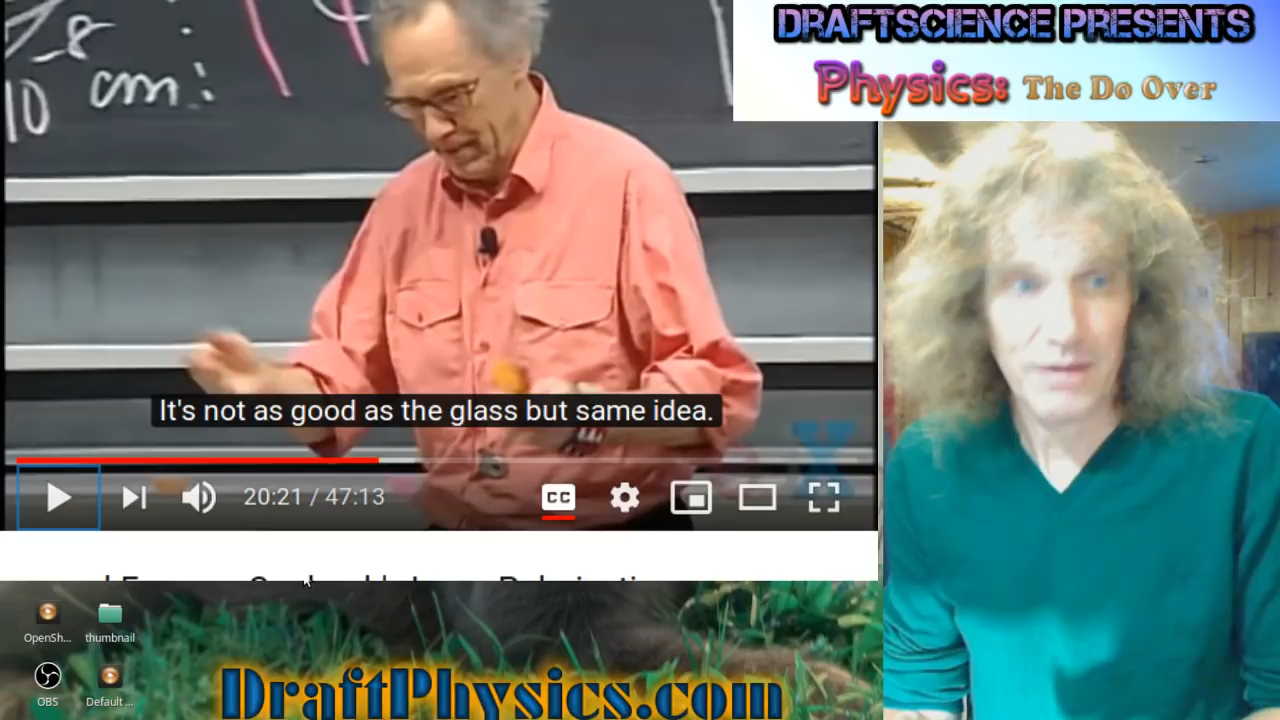 8
10 cm:
DRAFTSCIENCE PRESENTS
Physics: The Do Over
It's not as good as the glass but same idea.
20:21 / 47:13
CC
OpenSh...
thumbnail
OBS
Default ...
DraftPhysics.com